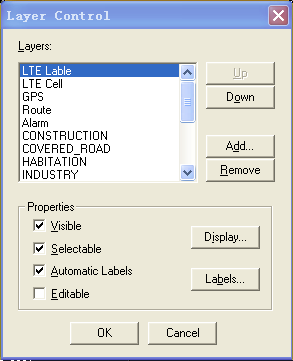 Layer Control
Layers:
LTE Lable
LTE Cell
GPS
Route
Alarm
CONSTRUCTION
COVERED_ROAD
HABITATION
INDUSTRY
Up
Down
Add...
Remove
Properties
Visible
Selectable
Automatic Labels
Editable
Display...
Labels...
OK
Cancel